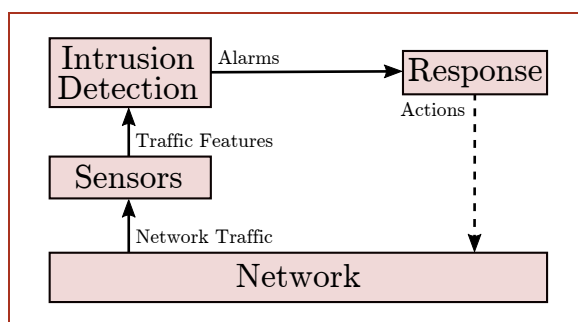 Intrusion
Detection
Alarms
Response
Actions
Traffic Features
Sensors
Network Traffic
Network